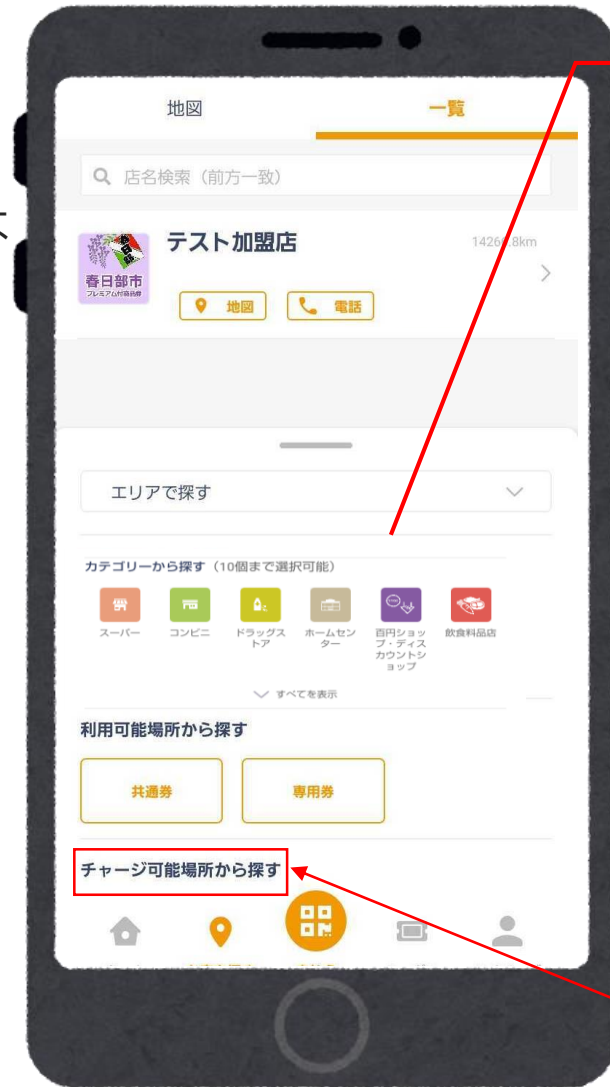 地図
一覧
店名検索（前方一致）
テスト加盟店
春日部市
プレミアム付商品券
地図
電話
エリアで探す
カテゴリーから探す（10個まで選択可能）
スーパー
コンビニ
ドラッグス
トア
ホームセン
ター
百円ショッ
プ・ディス
カウントシ
ョップ
飲食料品店
すべてを表示
利用可能場所から探す
共通券
専用券
チャージ可能場所から探す